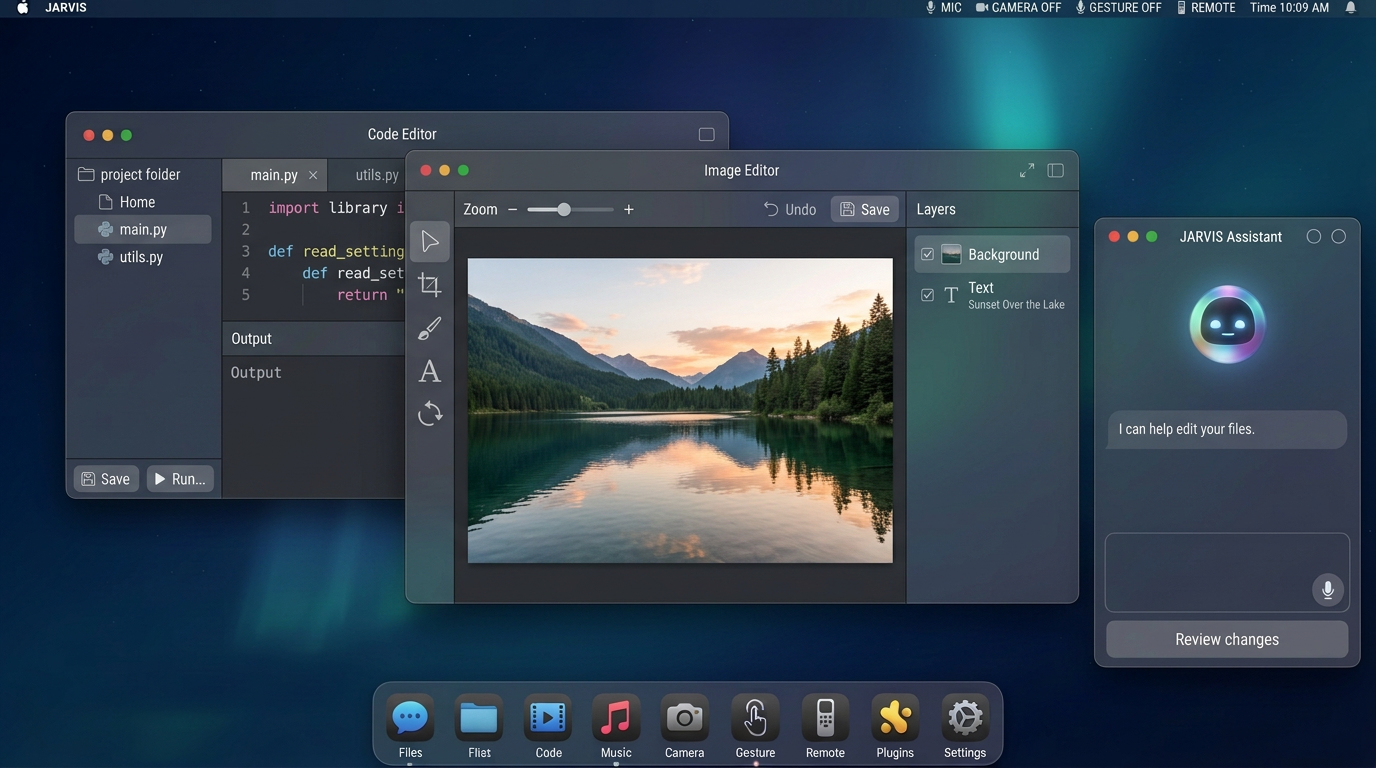 JARVIS
MIC CAMERA OFF GESTURE OFF REMOTE Time 10:09 AM
Code Editor
project folder
Home
main.py
utils.py
Save
Run...
main.py ×
utils.py
1 import library i
2
3 def read_setting
4 def read_set
5 return "
Output
Output
Image Editor
Zoom − +
Undo
Save
Layers
Background
T Text
Sunset Over the Lake
A
JARVIS Assistant
I can help edit your files.
Review changes
Files
Fliet
Code
Music
Camera
Gesture
Remote
Plugins
Settings